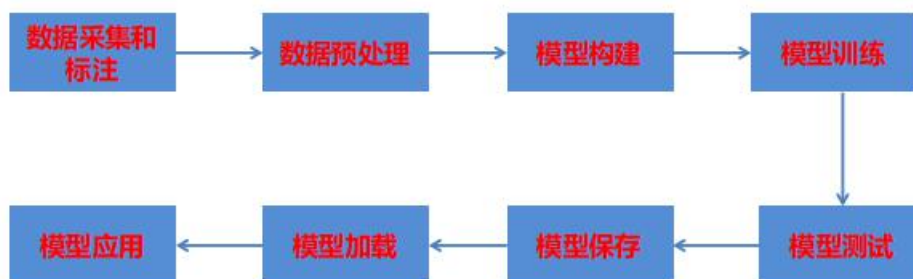 数据采集和
标注
数据预处理
模型构建
模型训练
模型测试
模型保存
模型加载
模型应用